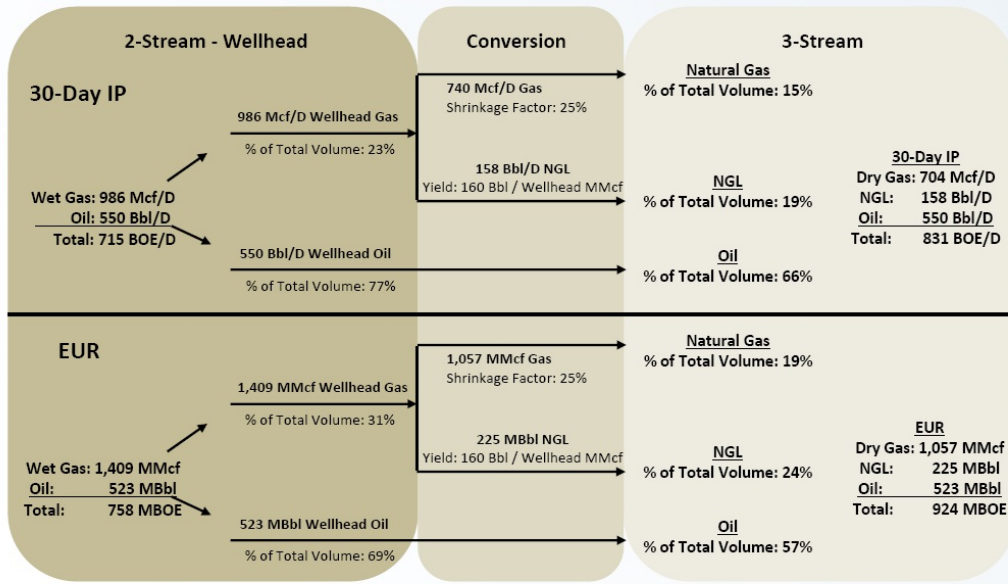 2-Stream - Wellhead
Conversion
3-Stream
30-Day IP
Wet Gas: 986 Mcf/D
Oil: 550 Bbl/D
Total: 715 BOE/D
986 Mcf/D Wellhead Gas
% of Total Volume: 23%
550 Bbl/D Wellhead Oil
% of Total Volume: 77%
740 Mcf/D Gas
Shrinkage Factor: 25%
158 Bbl/D NGL
Yield: 160 Bbl / Wellhead MMcf
Natural Gas
% of Total Volume: 15%
NGL
% of Total Volume: 19%
Oil
% of Total Volume: 66%
30-Day IP
Dry Gas: 704 Mcf/D
NGL: 158 Bbl/D
Oil: 550 Bbl/D
Total: 831 BOE/D
EUR
Wet Gas: 1,409 MMcf
Oil: 523 MBbl
Total: 758 MBOE
1,409 MMcf Wellhead Gas
% of Total Volume: 31%
523 MBbl Wellhead Oil
% of Total Volume: 69%
1,057 MMcf Gas
Shrinkage Factor: 25%
225 MBbl NGL
Yield: 160 Bbl / Wellhead MMcf
Natural Gas
% of Total Volume: 19%
NGL
% of Total Volume: 24%
Oil
% of Total Volume: 57%
EUR
Dry Gas: 1,057 MMcf
NGL: 225 MBbl
Oil: 523 MBbl
Total: 924 MBOE